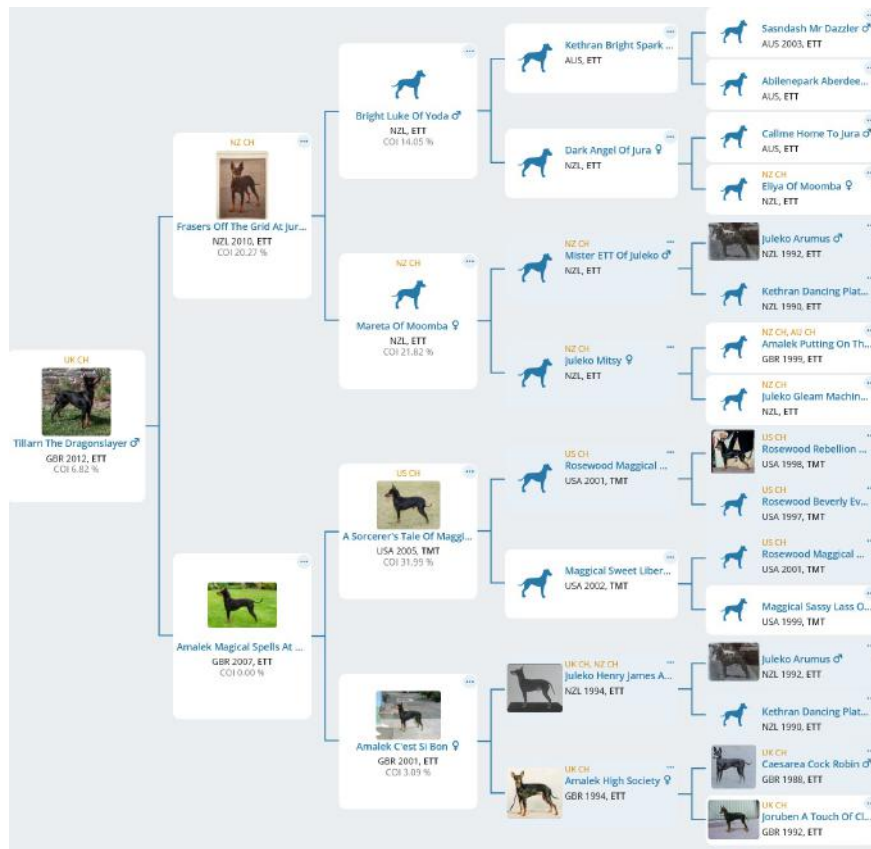 UK CH
Tillarn The Dragonslayer ♂
GBR 2012, ETT
COI 6.82 %
NZ CH
Frasers Off The Grid At Jur...
NZL 2010, ETT
COI 20.27 %
Amalek Magical Spells At ...
GBR 2007, ETT
COI 0.00 %
Bright Luke Of Yoda ♂
NZL, ETT
COI 14.05 %
NZ CH
Mareta Of Moomba ♀
NZL, ETT
COI 21.82 %
US CH
A Sorcerer's Tale Of Maggi...
USA 2005, TMT
COI 31.99 %
Amalek C'est Si Bon ♀
GBR 2001, ETT
COI 3.09 %
Kethran Bright Spark ...
AUS, ETT
Dark Angel Of Jura ♀
NZL, ETT
NZ CH
Mister ETT Of Juleko ♂
NZL, ETT
NZ CH
Juleko Mitsy ♀
NZL, ETT
US CH
Rosewood Maggical ...
USA 2001, TMT
Maggical Sweet Liber...
USA 2002, TMT
UK CH, NZ CH
Juleko Henry James A...
NZL 1994, ETT
UK CH
Amalek High Society ♀
GBR 1994, ETT
Sasndash Mr Dazzler ♂
AUS 2003, ETT
Abilenepark Aberdee...
AUS, ETT
Callme Home To Jura ♂
AUS, ETT
NZ CH
Eliya Of Moomba ♀
NZL, ETT
Juleko Arumus ♂
NZL 1992, ETT
Kethran Dancing Plat...
NZL 1990, ETT
NZ CH, AU CH
Amalek Putting On Th...
GBR 1999, ETT
NZ CH
Juleko Gleam Machin...
NZL, ETT
US CH
Rosewood Rebellion ...
USA 1998, TMT
US CH
Rosewood Beverly Ev...
USA 1997, TMT
US CH
Rosewood Maggical ...
USA 2001, TMT
Maggical Sassy Lass O...
USA 1999, TMT
Juleko Arumus ♂
NZL 1992, ETT
Kethran Dancing Plat...
NZL 1990, ETT
UK CH
Caesarea Cock Robin ♂
GBR 1988, ETT
UK CH
Joruben A Touch Of Cl...
GBR 1992, ETT